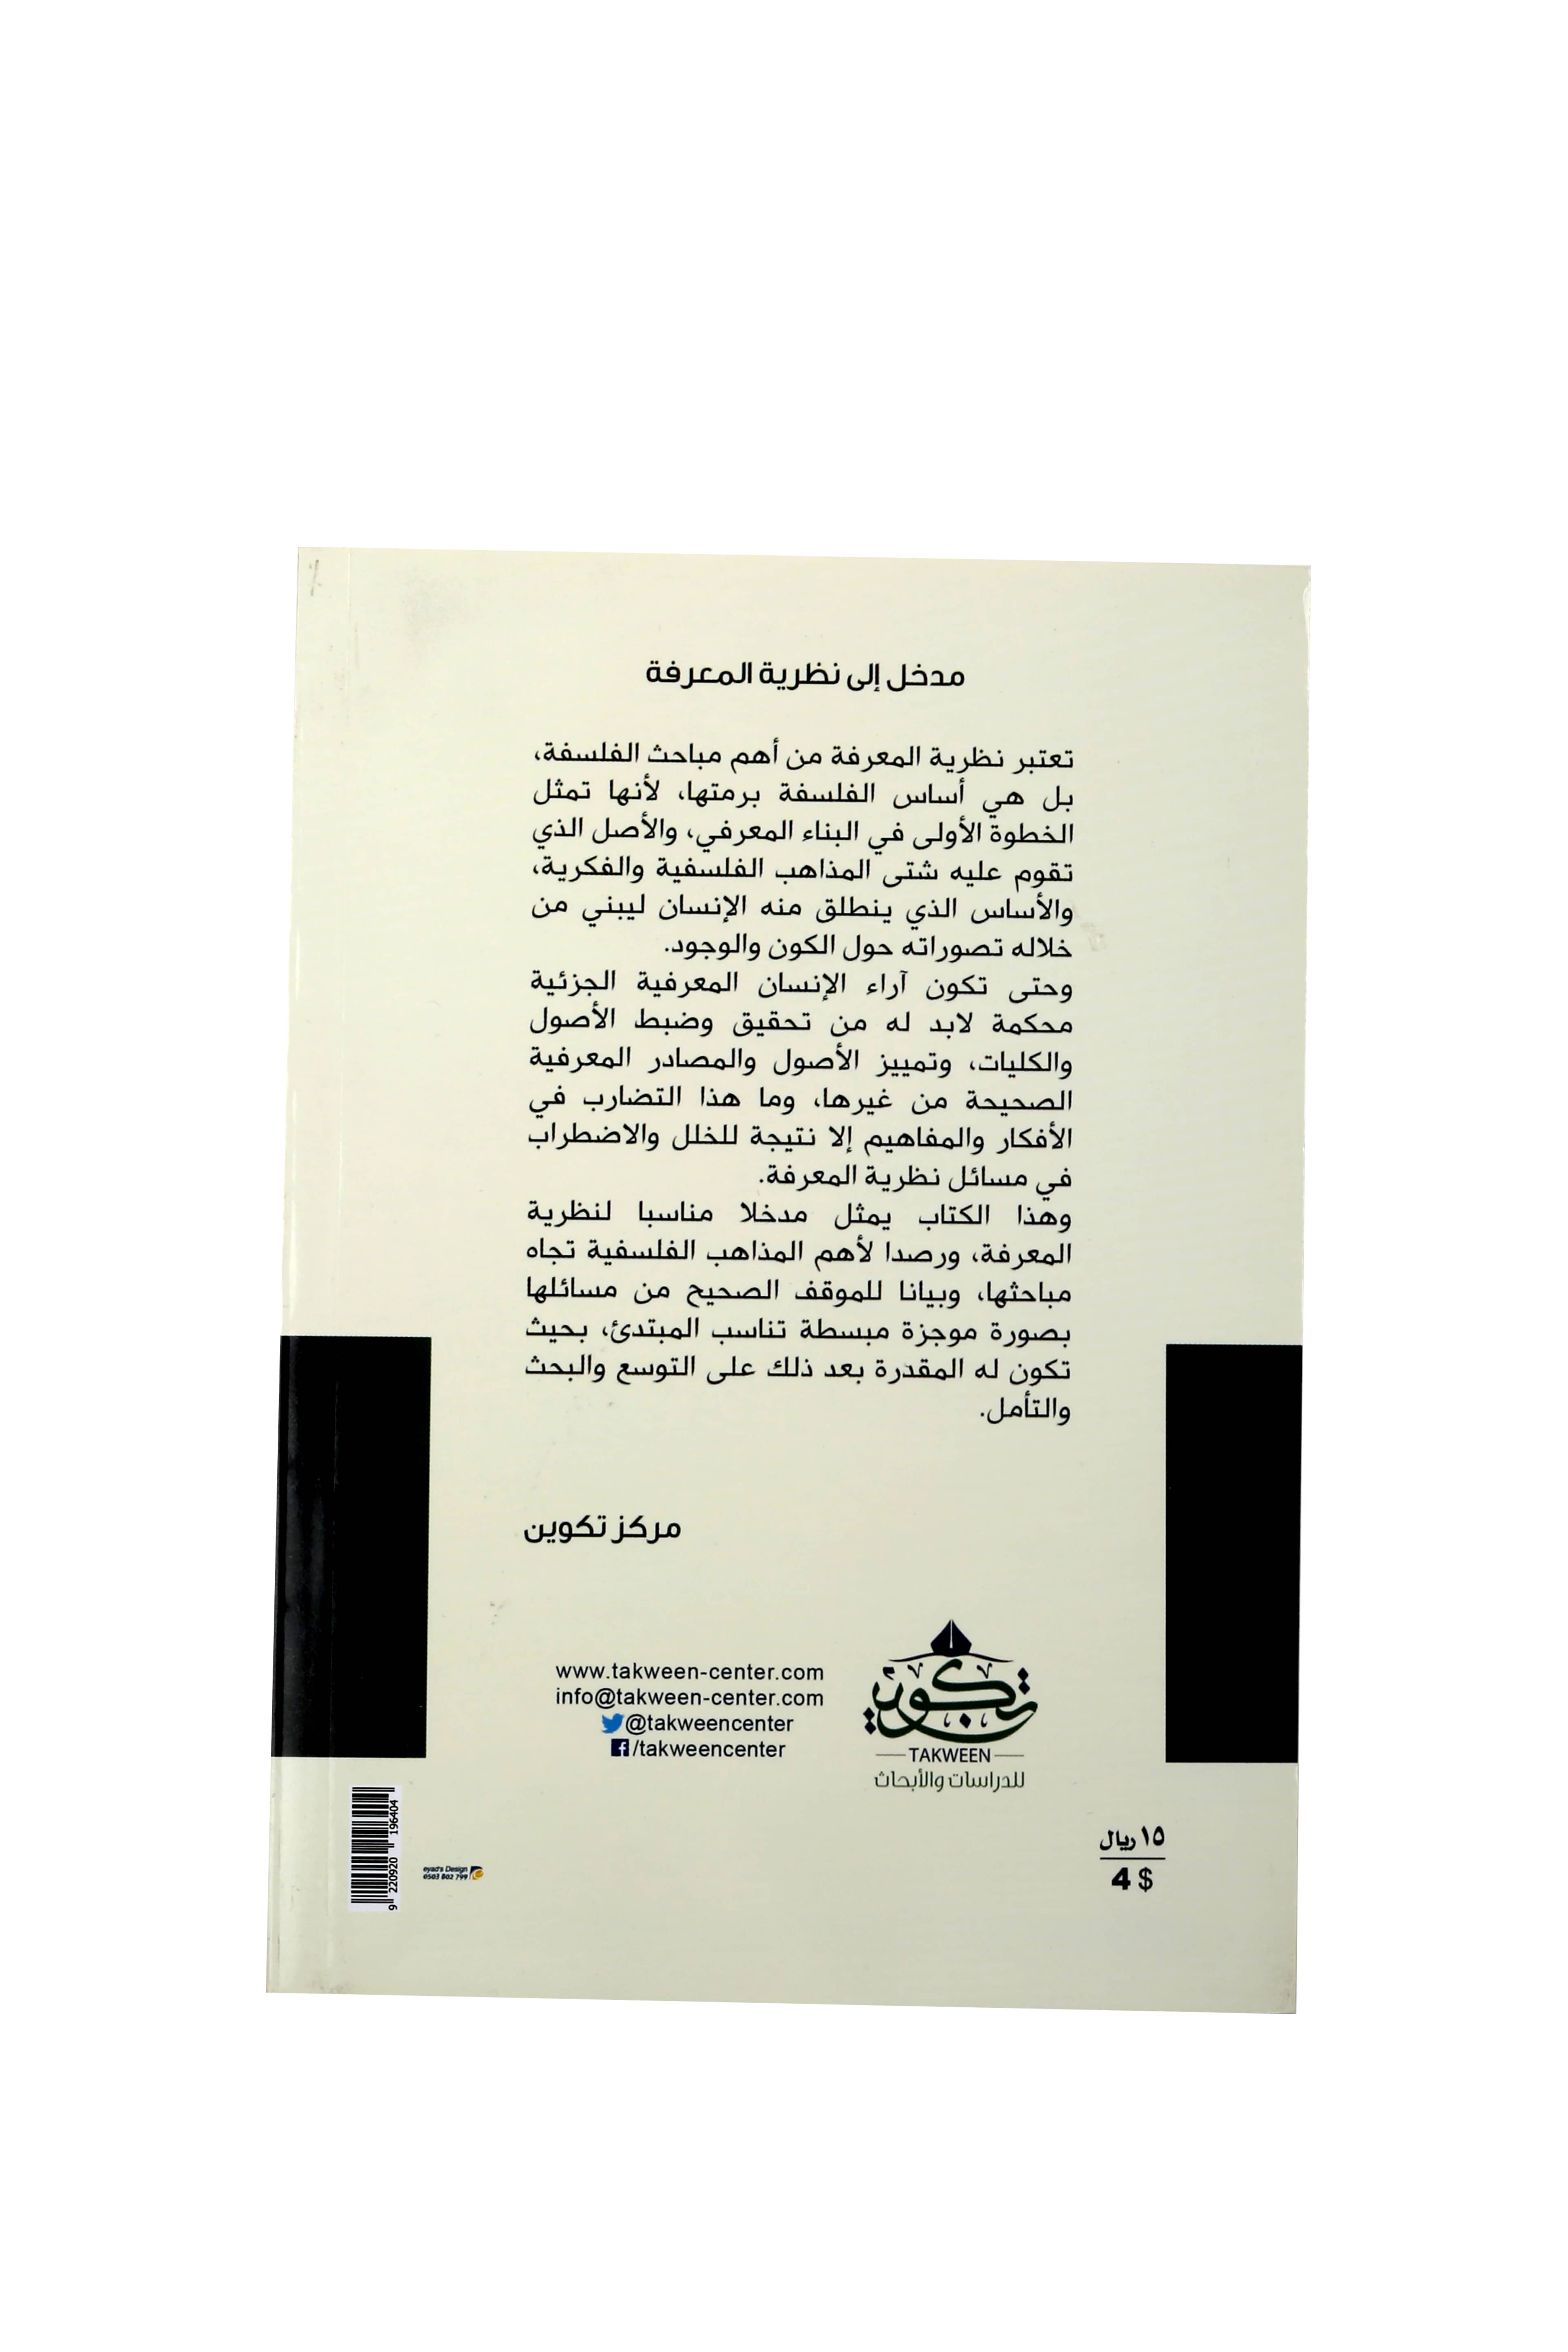 مدخل إلى نظرية المعرفة
تعتبر نظرية المعرفة من أهم مباحث الفلسفة،
بل هي أساس الفلسفة برمتها، لأنها تمثل
الخطوة الأولى في البناء المعرفي، والأصل الذي
تقوم عليه شتى المذاهب الفلسفية والفكرية،
والأساس الذي ينطلق منه الإنسان ليبني من
خلاله تصوراته حول الكون والوجود.
وحتى تكون آراء الإنسان المعرفية الجزئية
محكمة لابد له من تحقيق وضبط الأصول
والكليات، وتمييز الأصول والمصادر المعرفية
الصحيحة من غيرها، وما هذا التضارب في
الأفكار والمفاهيم إلا نتيجة للخلل والاضطراب
في مسائل نظرية المعرفة.
وهذا الكتاب يمثل مدخلا مناسبا لنظرية
المعرفة، ورصدا لأهم المذاهب الفلسفية تجاه
مباحثها، وبيانا للموقف الصحيح من مسائلها
بصورة موجزة مبسطة تناسب المبتدئ، بحيث
تكون له المقدرة بعد ذلك على التوسع والبحث
والتأمل.
مركز تكوين
تكوين
TAKWEEN
للدراسات والأبحاث
www.takween-center.com
info@takween-center.com
@takweencenter
/takweencenter
١٥ ريال
4 $
9 220920 196404
eyad's Design
0503 802 799